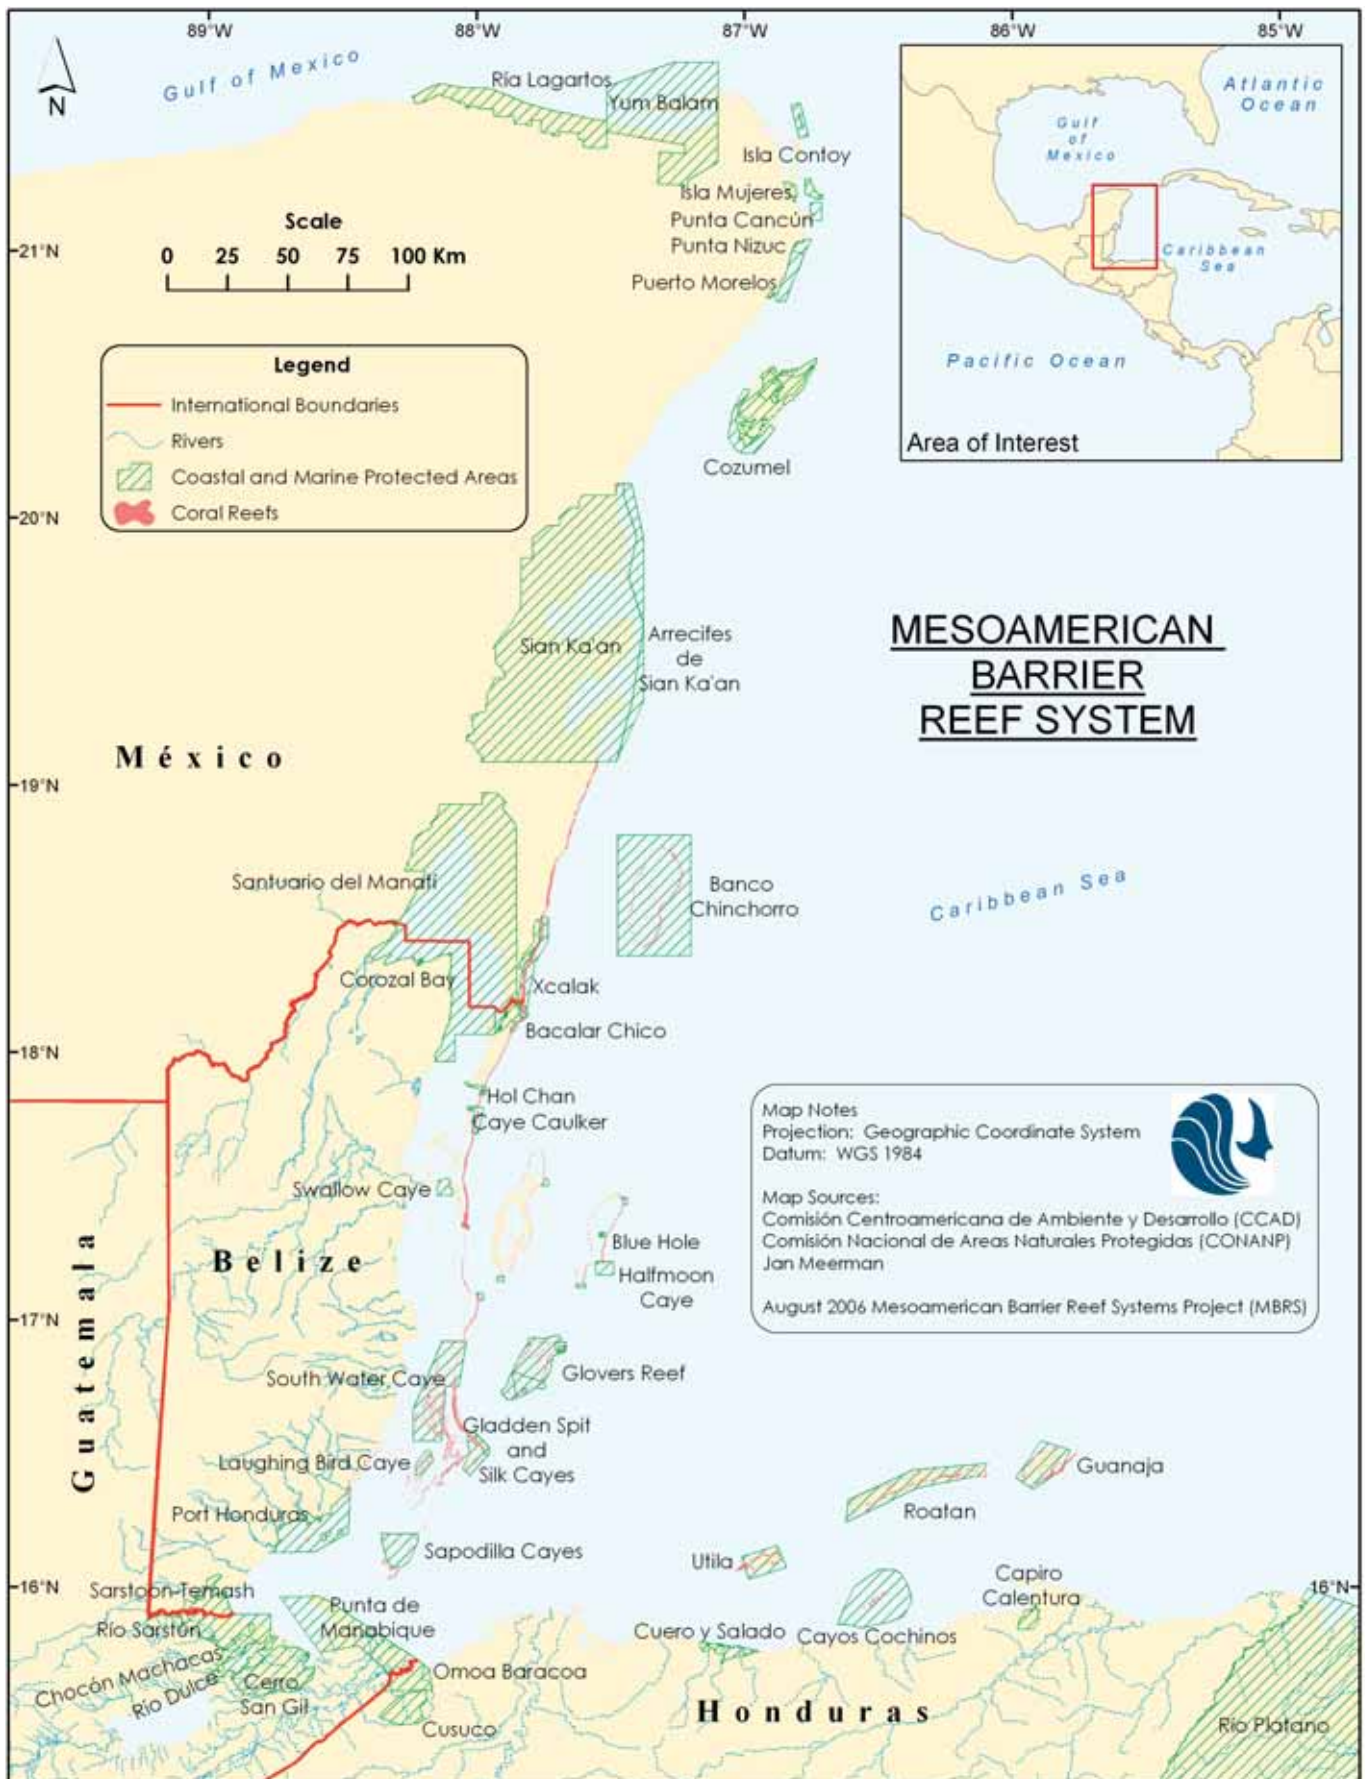 89°W
88°W
87°W
86°W
85°W
N
Gulf of Mexico
Ría Lagartos
Yum Balam
Isla Contoy
Isla Mujeres
Punta Cancún
Punta Nizuc
Puerto Morelos
Atlantic
Ocean
Gulf
of
Mexico
Caribbean
Sea
Pacific Ocean
Area of Interest
Scale
0 25 50 75 100 Km
21°N
Legend
International Boundaries
Rivers
Coastal and Marine Protected Areas
Coral Reefs
Cozumel
20°N
Sian Ka'an
Arrecifes
de
Sian Ka'an
MESOAMERICAN
BARRIER
REEF SYSTEM
México
19°N
Santuario del Manatí
Banco
Chinchorro
Caribbean Sea
Corozal Bay
Xcalak
Bacalar Chico
18°N
Hol Chan
Caye Caulker
Map Notes
Projection: Geographic Coordinate System
Datum: WGS 1984
Map Sources:
Comisión Centroamericana de Ambiente y Desarrollo (CCAD)
Comisión Nacional de Areas Naturales Protegidas (CONANP)
Jan Meerman
August 2006 Mesoamerican Barrier Reef Systems Project (MBRS)
Swallow Caye
Belize
Guatemala
Blue Hole
Halfmoon
Caye
17°N
South Water Caye
Glovers Reef
Gladden Spit
and
Silk Cayes
Laughing Bird Caye
Guanaja
Roatan
Port Honduras
Sapodilla Cayes
Utila
Capiro
Calentura
16°N
16°N
Sarstoon-Temash
Punta de
Manabique
Río Sarstún
Cuero y Salado
Cayos Cochinos
Chocón Machacas
Río Dulce
Cerro
San Gil
Omoa Baracoa
Cusuco
Honduras
Río Platano